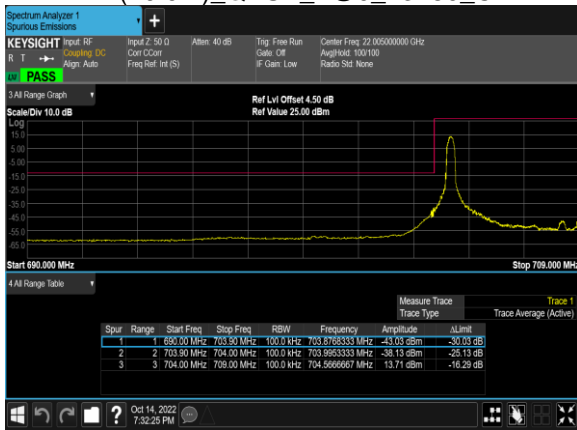 Spectrum Analyzer 1
Spurious Emissions
KEYSIGHT Input: RF Input Z: 50 Ω Atten: 40 dB Trig: Free Run Center Freq: 22.005000000 GHz
R T Coupling: DC Corr CCorr Gate: Off Avg|Hold: 100/100
Align: Auto Freq Ref: Int (S) IF Gain: Low Radio Std: None
PASS
3 All Range Graph
Ref Lvl Offset 4.50 dB
Scale/Div 10.0 dB Ref Value 25.00 dBm
Log
15.0
5.00
-5.00
-15.0
-25.0
-35.0
-45.0
-55.0
-65.0
Start 690.000 MHz Stop 709.000 MHz
4 All Range Table
Measure Trace Trace 1
Trace Type Trace Average (Active)
Spur Range Start Freq Stop Freq RBW Frequency Amplitude ΔLimit
1 1 690.00 MHz 703.90 MHz 100.0 kHz 703.8768333 MHz -43.03 dBm -30.03 dB
2 2 703.90 MHz 704.00 MHz 100.0 kHz 703.9953333 MHz -38.13 dBm -25.13 dB
3 3 704.00 MHz 709.00 MHz 100.0 kHz 704.5666667 MHz 13.71 dBm -16.29 dB
Oct 14, 2022
7:32:25 PM